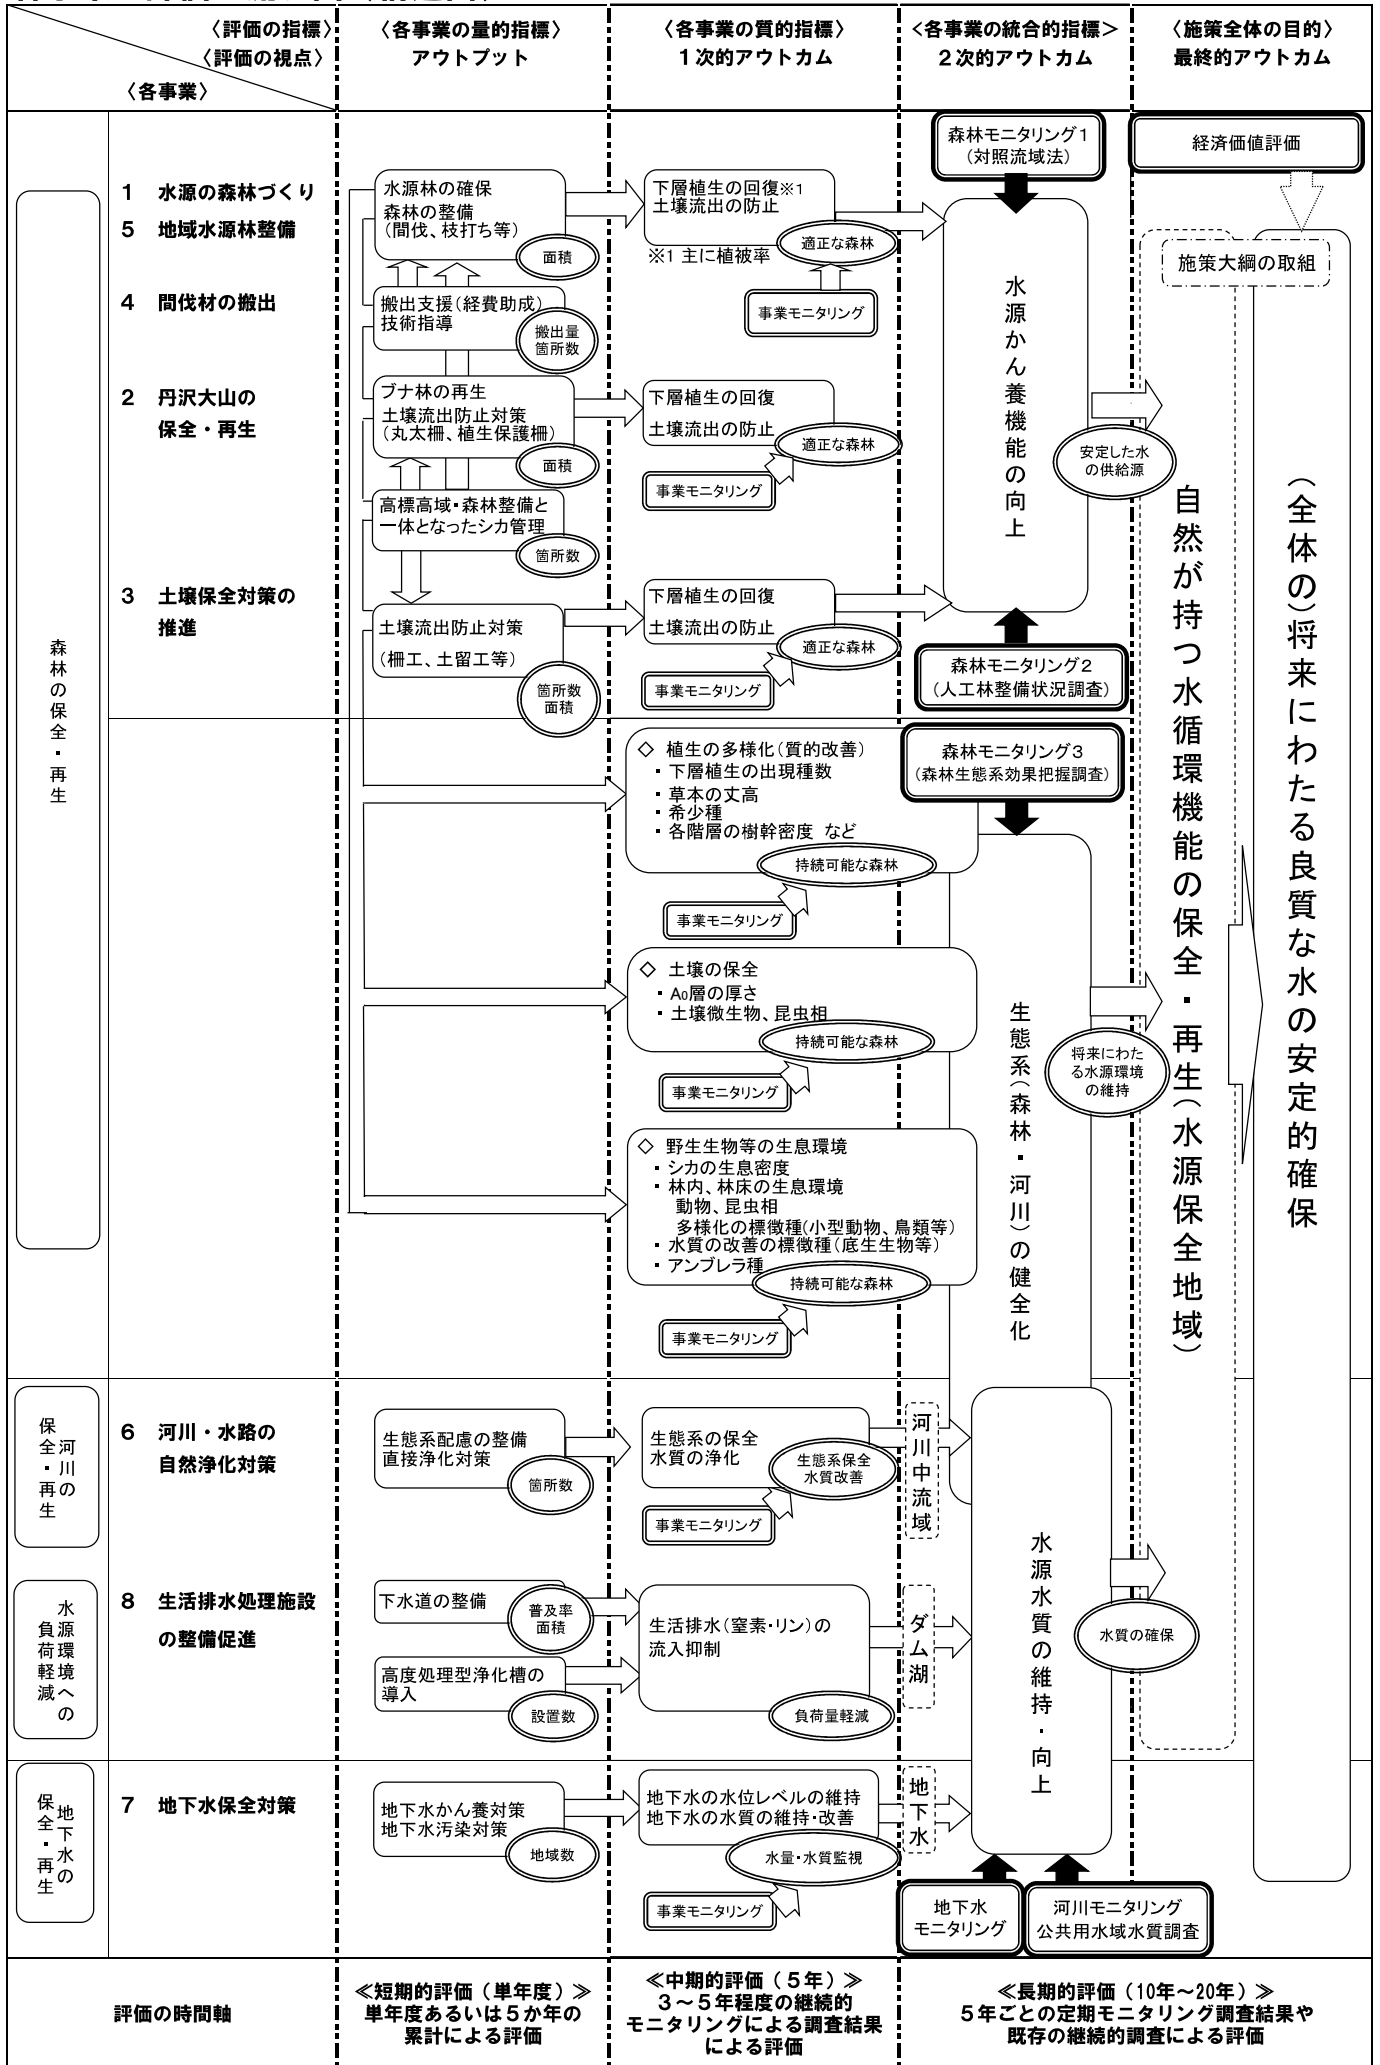 〈評価の指標〉
〈評価の視点〉
〈各事業〉
〈各事業の量的指標〉
アウトプット
〈各事業の質的指標〉
１次的アウトカム
<各事業の統合的指標>
２次的アウトカム
〈施策全体の目的〉
最終的アウトカム
森林の保全・再生
1 水源の森林づくり
5 地域水源林整備
4 間伐材の搬出
2 丹沢大山の
保全・再生
3 土壌保全対策の
推進
水源林の確保
森林の整備
(間伐、枝打ち等)
面積
搬出支援(経費助成)
技術指導
搬出量
箇所数
ブナ林の再生
土壌流出防止対策
(丸太柵、植生保護柵)
面積
高標高域・森林整備と
一体となったシカ管理
箇所数
土壌流出防止対策
(柵工、土留工等)
箇所数
面積
下層植生の回復※1
土壌流出の防止
適正な森林
※1 主に植被率
事業モニタリング
下層植生の回復
土壌流出の防止
適正な森林
事業モニタリング
下層植生の回復
土壌流出の防止
適正な森林
事業モニタリング
◇ 植生の多様化(質的改善)
・下層植生の出現種数
・草本の丈高
・希少種
・各階層の樹幹密度 など
持続可能な森林
事業モニタリング
◇ 土壌の保全
・A0層の厚さ
・土壌微生物、昆虫相
持続可能な森林
事業モニタリング
◇ 野生生物等の生息環境
・シカの生息密度
・林内、林床の生息環境
動物、昆虫相
多様化の標徴種(小型動物、鳥類等)
・水質の改善の標徴種(底生生物等)
・アンブレラ種
持続可能な森林
事業モニタリング
森林モニタリング1
(対照流域法)
水源かん養機能の向上
安定した水
の供給源
森林モニタリング2
(人工林整備状況調査)
森林モニタリング3
(森林生態系効果把握調査)
生態系(森林・河川)の健全化
将来にわた
る水源環境
の維持
経済価値評価
施策大綱の取組
自然が持つ水循環機能の保全・再生(水源保全地域)
(全体の)将来にわたる良質な水の安定的確保
河川の
保全・再生
6 河川・水路の
自然浄化対策
生態系配慮の整備
直接浄化対策
箇所数
生態系の保全
水質の浄化
生態系保全
水質改善
事業モニタリング
河川中流域
水源環境への
負荷軽減
8 生活排水処理施設
の整備促進
下水道の整備
普及率
面積
高度処理型浄化槽の
導入
設置数
生活排水(窒素・リン)の
流入抑制
負荷量軽減
ダム湖
水源水質の維持・向上
水質の確保
地下水の
保全・再生
7 地下水保全対策
地下水かん養対策
地下水汚染対策
地域数
地下水の水位レベルの維持
地下水の水質の維持・改善
水量・水質監視
事業モニタリング
地下水
地下水
モニタリング
河川モニタリング
公共用水域水質調査
評価の時間軸
≪短期的評価（単年度）≫
単年度あるいは５か年の
累計による評価
≪中期的評価（５年）≫
３～５年程度の継続的
モニタリングによる調査結果
による評価
≪長期的評価（10年～20年）≫
５年ごとの定期モニタリング調査結果や
既存の継続的調査による評価